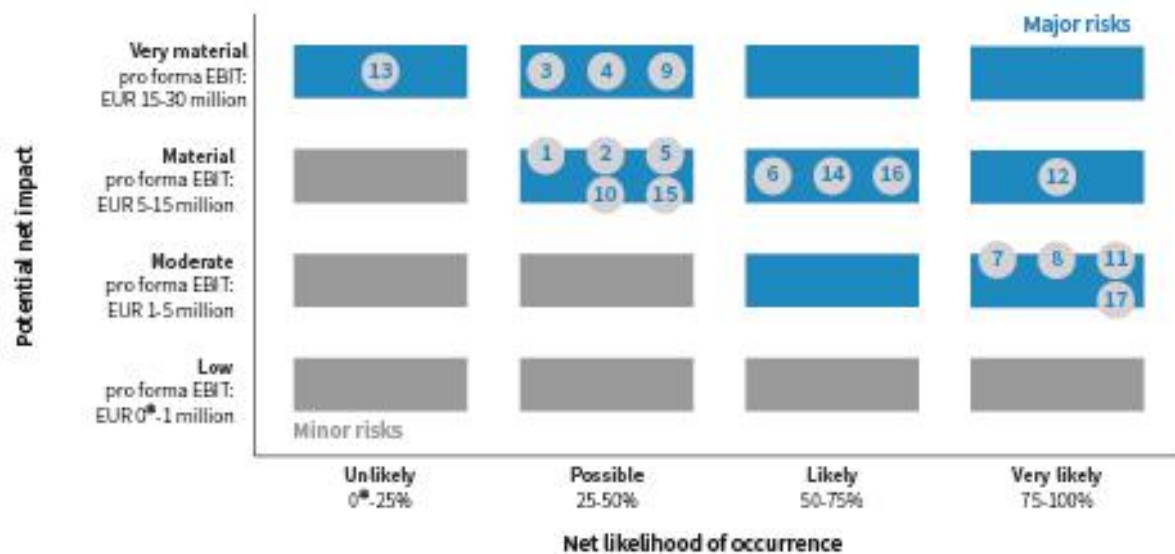 Major risks
Very material
pro forma EBIT:
EUR 15-30 million
13
3 4 9
Material
pro forma EBIT:
EUR 5-15 million
1 2 5
10 15
6 14 16
12
Moderate
pro forma EBIT:
EUR 1-5 million
7 8 11
17
Low
pro forma EBIT:
EUR 0*-1 million
Minor risks
Potential net impact
Unlikely
0*-25%
Possible
25-50%
Likely
50-75%
Very likely
75-100%
Net likelihood of occurrence